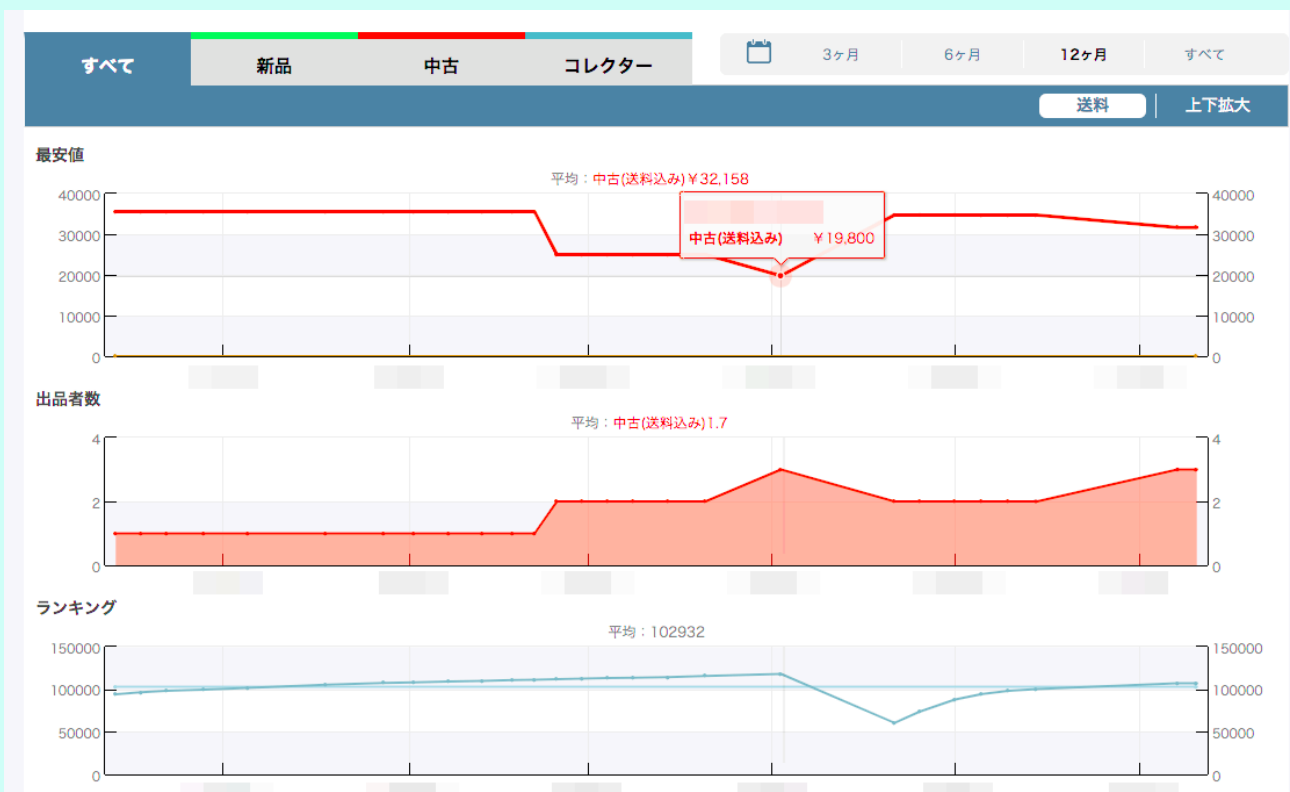 すべて 新品 中古 コレクター 3ヶ月 6ヶ月 12ヶ月 すべて
送料 上下拡大
最安値
平均：中古(送料込み)￥32,158
40000 40000
中古(送料込み) ￥19,800
30000 30000
20000 20000
10000 10000
0 0
出品者数
平均：中古(送料込み)1.7
4 4
2 2
0 0
ランキング
平均：102932
150000 150000
100000 100000
50000 50000
0 0